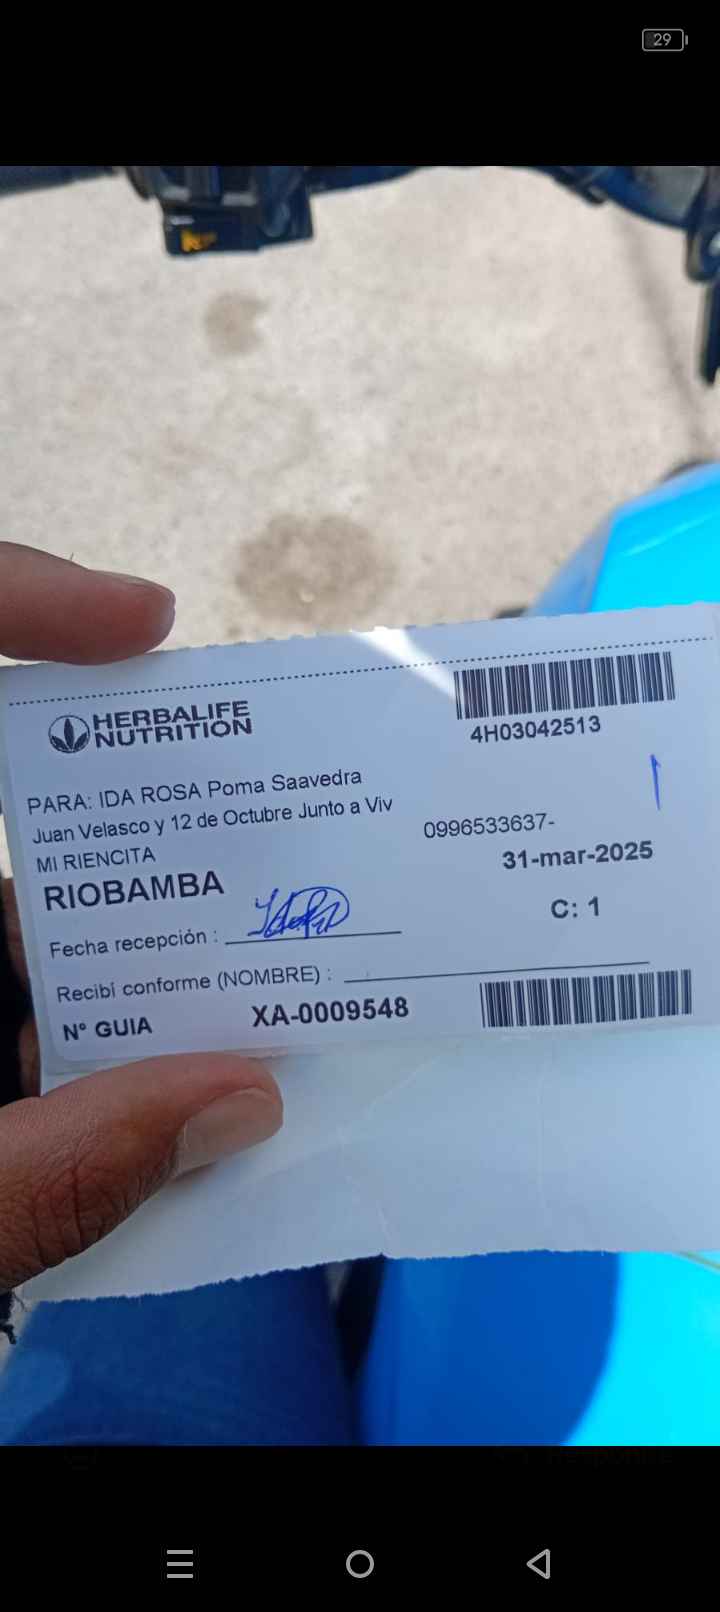 29
HERBALIFE
NUTRITION
4H03042513
PARA: IDA ROSA Poma Saavedra
Juan Velasco y 12 de Octubre Junto a Viv
0996533637-
MI RIENCITA
31-mar-2025
RIOBAMBA
C: 1
Fecha recepción :
Recibí conforme (NOMBRE) :
N° GUIA XA-0009548